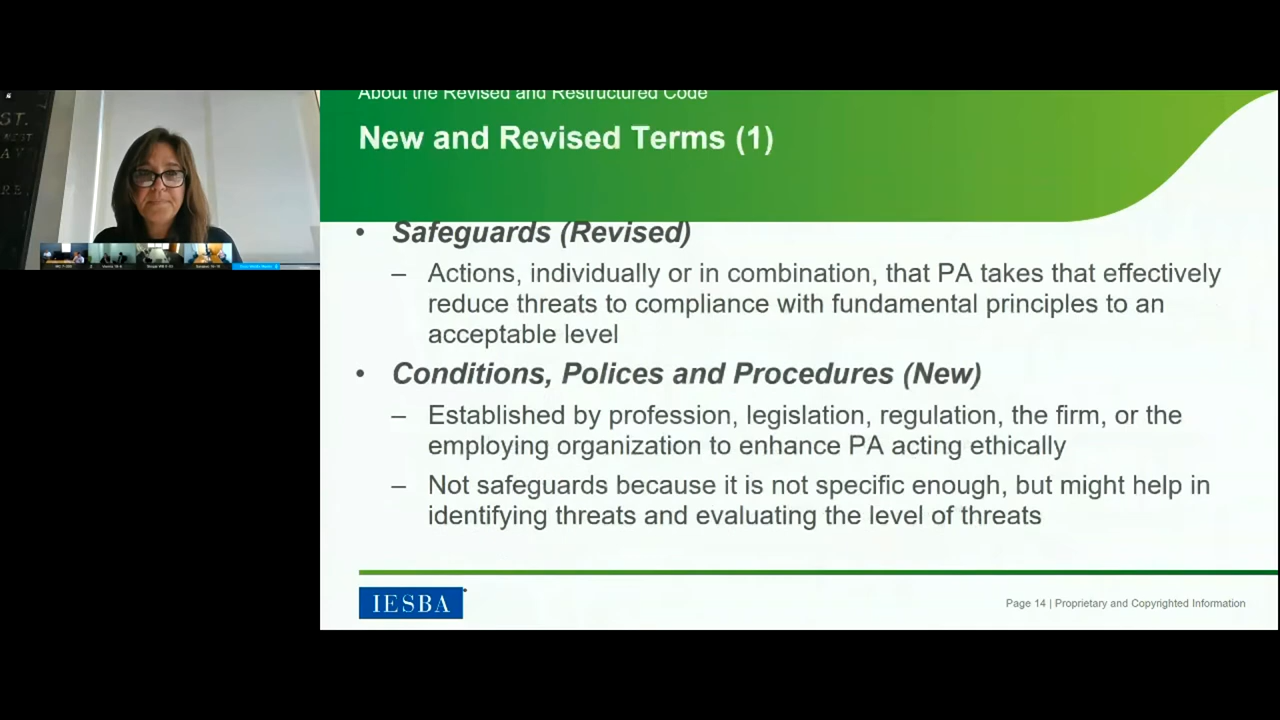 ST.
About the Revised and Restructured Code
New and Revised Terms (1)
• Safeguards (Revised)
– Actions, individually or in combination, that PA takes that effectively
reduce threats to compliance with fundamental principles to an
acceptable level
• Conditions, Polices and Procedures (New)
– Established by profession, legislation, regulation, the firm, or the
employing organization to enhance PA acting ethically
– Not safeguards because it is not specific enough, but might help in
identifying threats and evaluating the level of threats
IESBA
Page 14 | Proprietary and Copyrighted Information